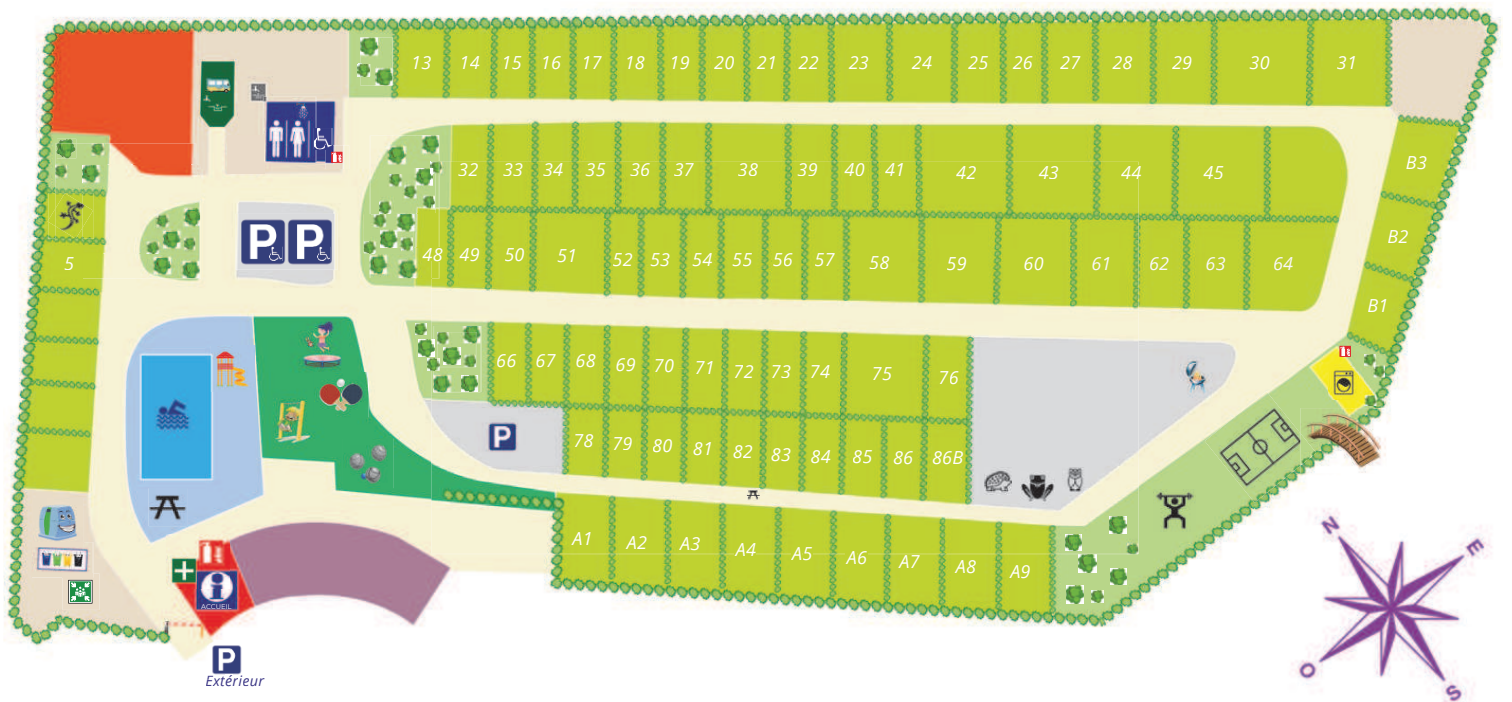 13 14 15 16 17 18 19 20 21 22 23 24 25 26 27 28 29 30 31
32 33 34 35 36 37 38 39 40 41 42 43 44 45
B3
B2
5
48 49 50 51 52 53 54 55 56 57 58 59 60 61 62 63 64
P P
B1
66 67 68 69 70 71 72 73 74 75 76
P
78 79 80 81 82 83 84 85 86 86B
A1 A2 A3 A4 A5 A6 A7 A8 A9
N
E
O
S
ACCUEIL
P
Extérieur